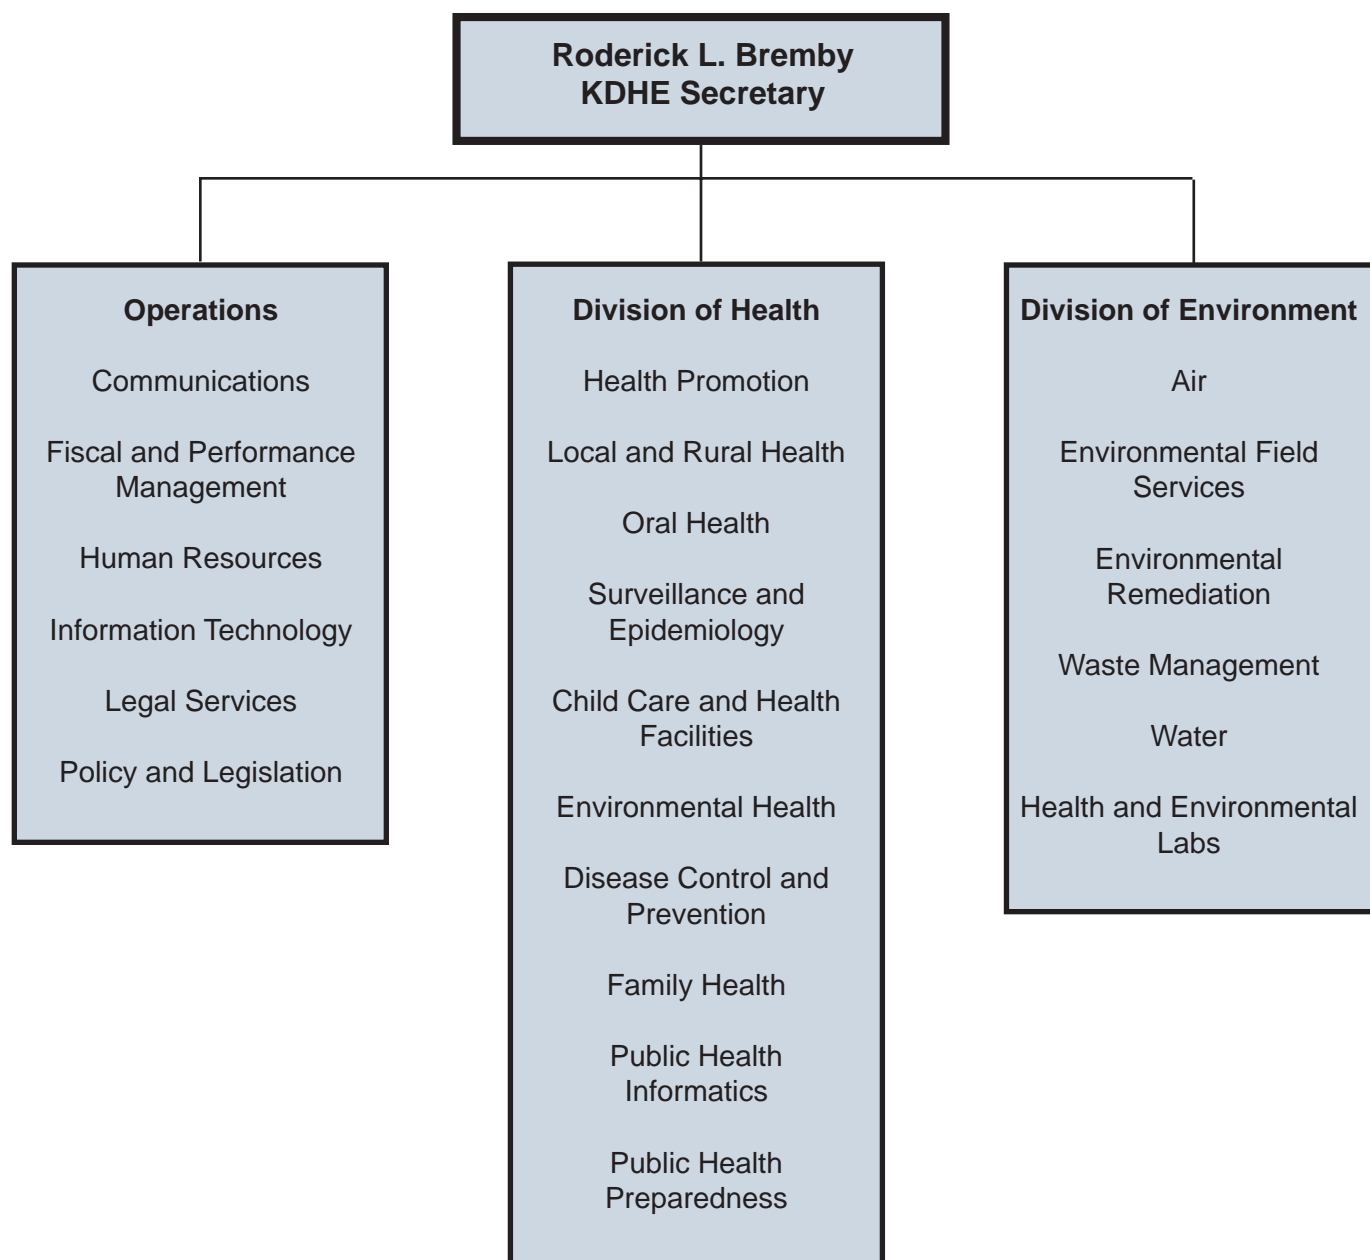 Roderick L. Bremby
KDHE Secretary
Operations
Communications
Fiscal and Performance
Management
Human Resources
Information Technology
Legal Services
Policy and Legislation
Division of Health
Health Promotion
Local and Rural Health
Oral Health
Surveillance and
Epidemiology
Child Care and Health
Facilities
Environmental Health
Disease Control and
Prevention
Family Health
Public Health
Informatics
Public Health
Preparedness
Division of Environment
Air
Environmental Field
Services
Environmental
Remediation
Waste Management
Water
Health and Environmental
Labs